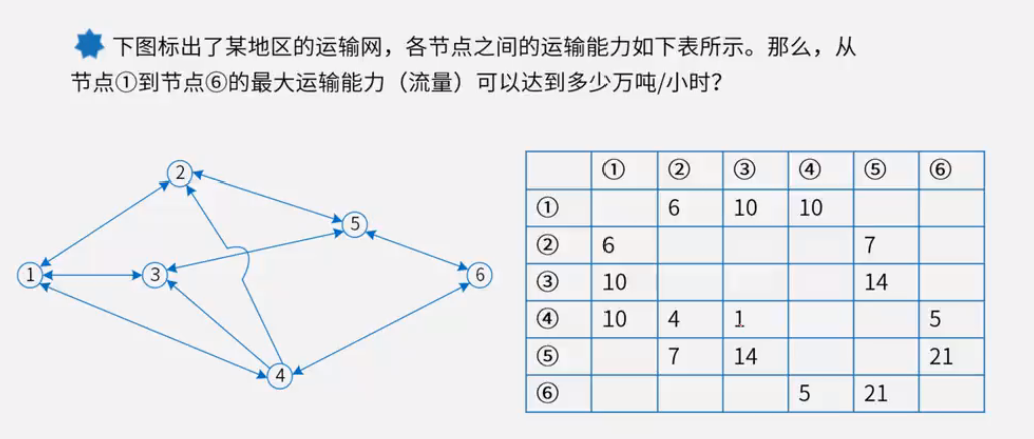 下图标出了某地区的运输网，各节点之间的运输能力如下表所示。那么，从
节点①到节点⑥的最大运输能力（流量）可以达到多少万吨/小时？
2
5
1
3
6
4
① ② ③ ④ ⑤ ⑥
① 6 10 10
② 6 7
③ 10 14
④ 10 4 1 5
⑤ 7 14 21
⑥ 5 21